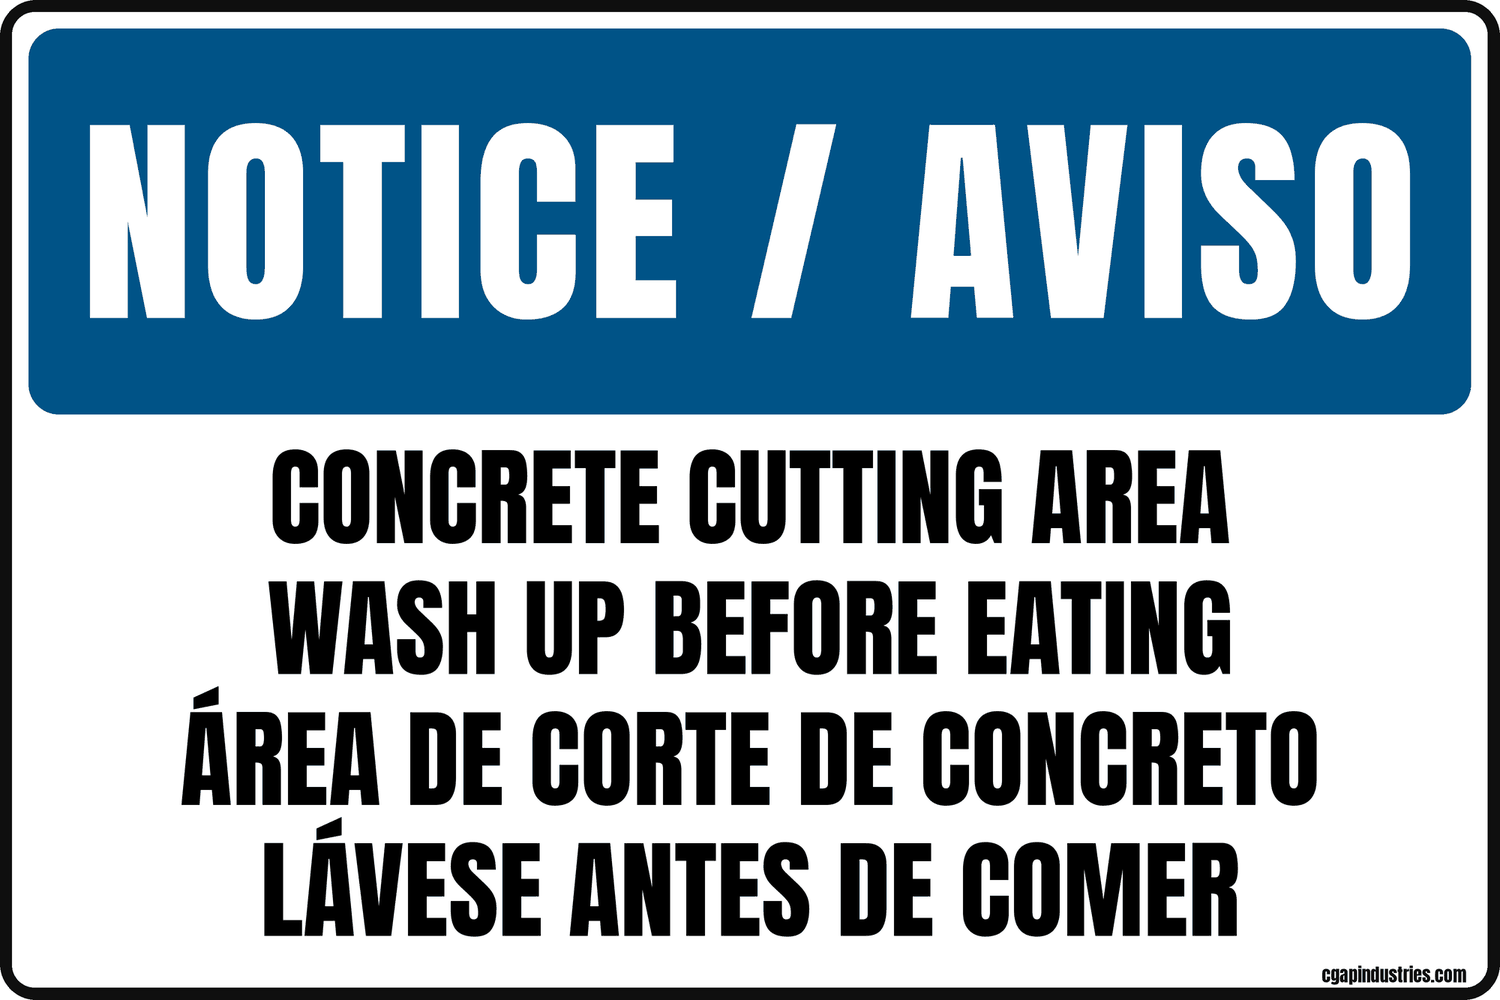 NOTICE / AVISO
CONCRETE CUTTING AREA
WASH UP BEFORE EATING
ÁREA DE CORTE DE CONCRETO
LÁVESE ANTES DE COMER
cgapindustries.com